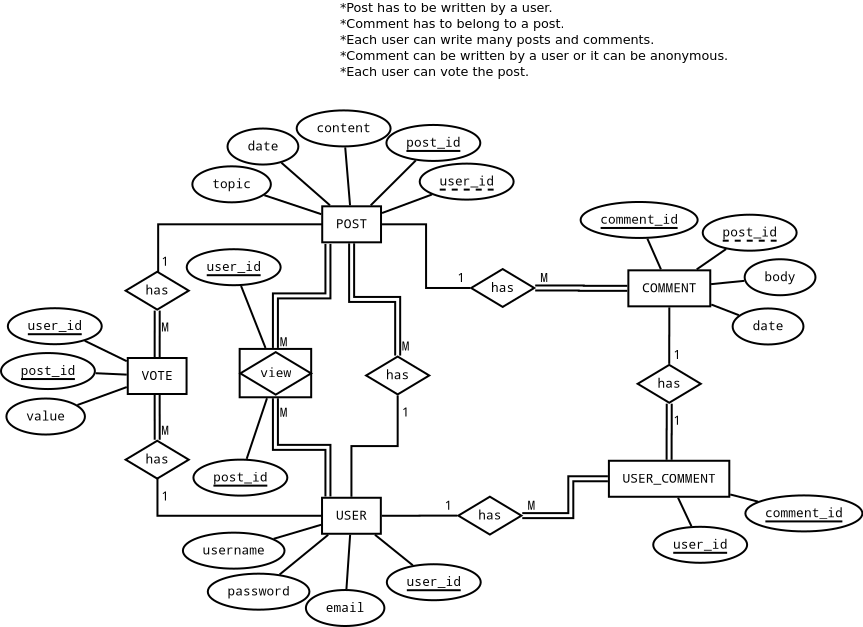 *Post has to be written by a user.
*Comment has to belong to a post.
*Each user can write many posts and comments.
*Comment can be written by a user or it can be anonymous.
*Each user can vote the post.
content
date
post_id
topic
user_id
POST
comment_id
post_id
1
user_id
1
M
body
has
has
COMMENT
user_id
M
date
M
M
1
post_id
VOTE
view
has
has
value
M
1
M
1
has
post_id
USER_COMMENT
1
1
M
USER
has
comment_id
username
user_id
password
user_id
email